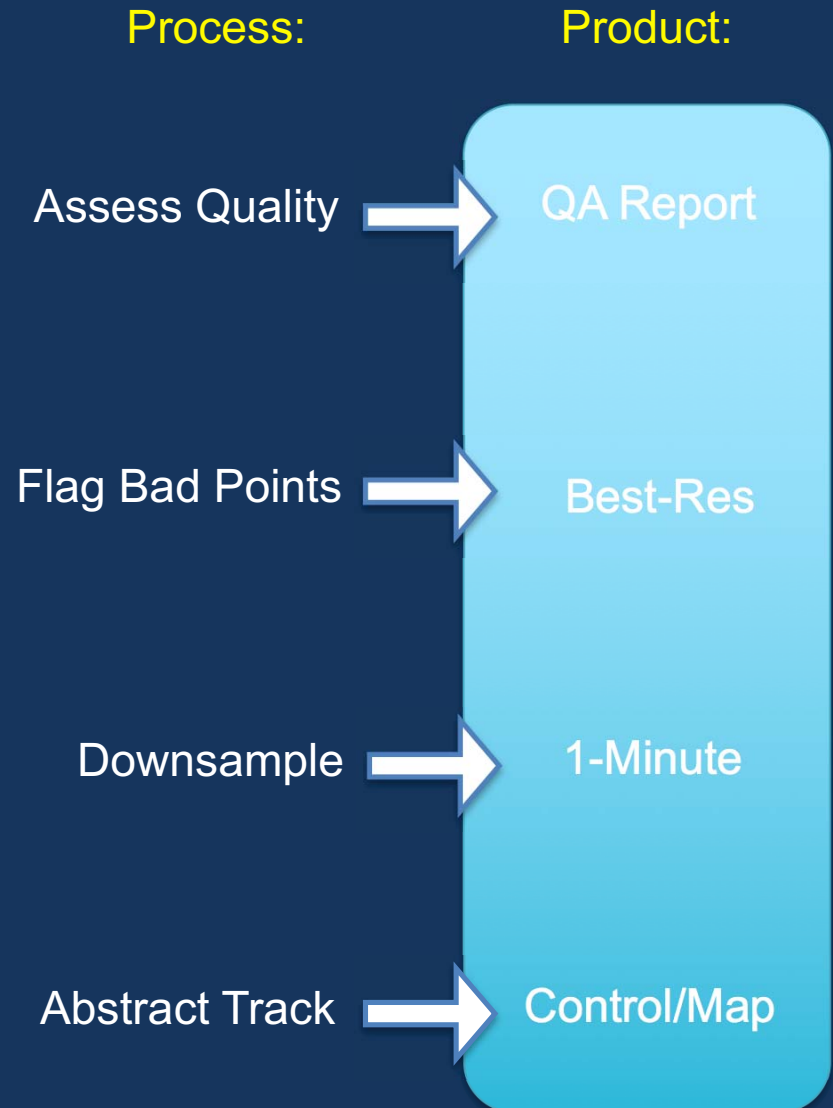 Process:
Product:
Assess Quality
QA Report
Flag Bad Points
Best-Res
Downsample
1-Minute
Abstract Track
Control/Map